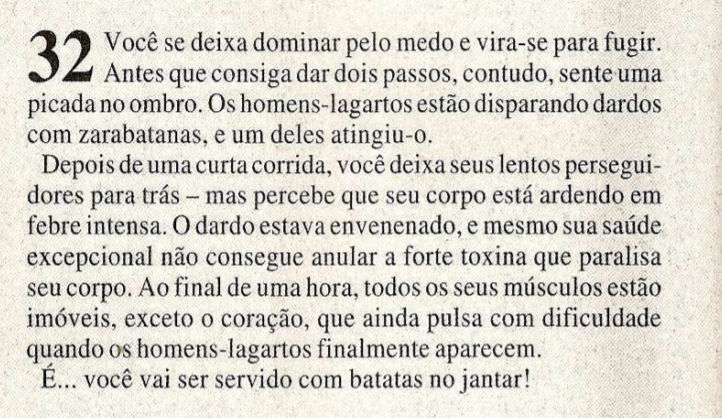 32 Você se deixa dominar pelo medo e vira-se para fugir.
Antes que consiga dar dois passos, contudo, sente uma
picada no ombro. Os homens-lagartos estão disparando dardos
com zarabatanas, e um deles atingiu-o.
Depois de uma curta corrida, você deixa seus lentos persegui-
dores para trás – mas percebe que seu corpo está ardendo em
febre intensa. O dardo estava envenenado, e mesmo sua saúde
excepcional não consegue anular a forte toxina que paralisa
seu corpo. Ao final de uma hora, todos os seus músculos estão
imóveis, exceto o coração, que ainda pulsa com dificuldade
quando os homens-lagartos finalmente aparecem.
É... você vai ser servido com batatas no jantar!